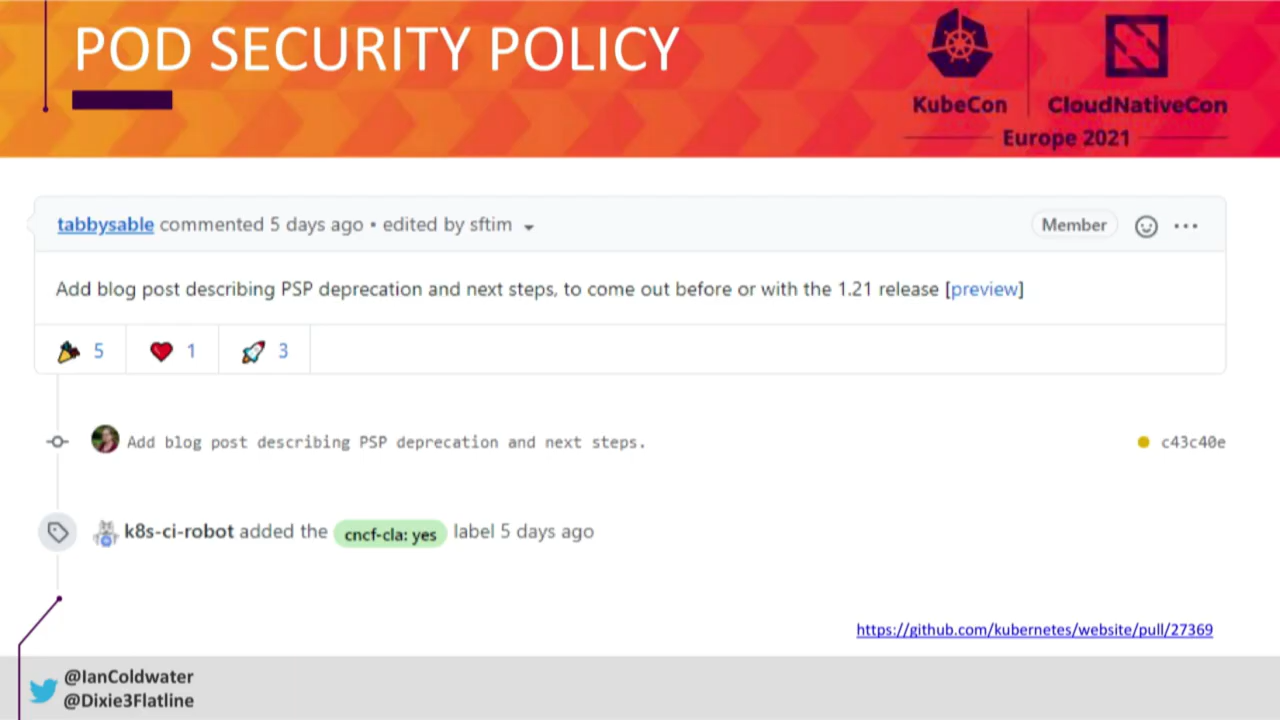 POD SECURITY POLICY
KubeCon
CloudNativeCon
Europe 2021
tabbysable commented 5 days ago • edited by sftim
Member
Add blog post describing PSP deprecation and next steps, to come out before or with the 1.21 release [preview]
5 1 3
Add blog post describing PSP deprecation and next steps.
c43c40e
k8s-ci-robot added the cncf-cla: yes label 5 days ago
https://github.com/kubernetes/website/pull/27369
@IanColdwater
@Dixie3Flatline